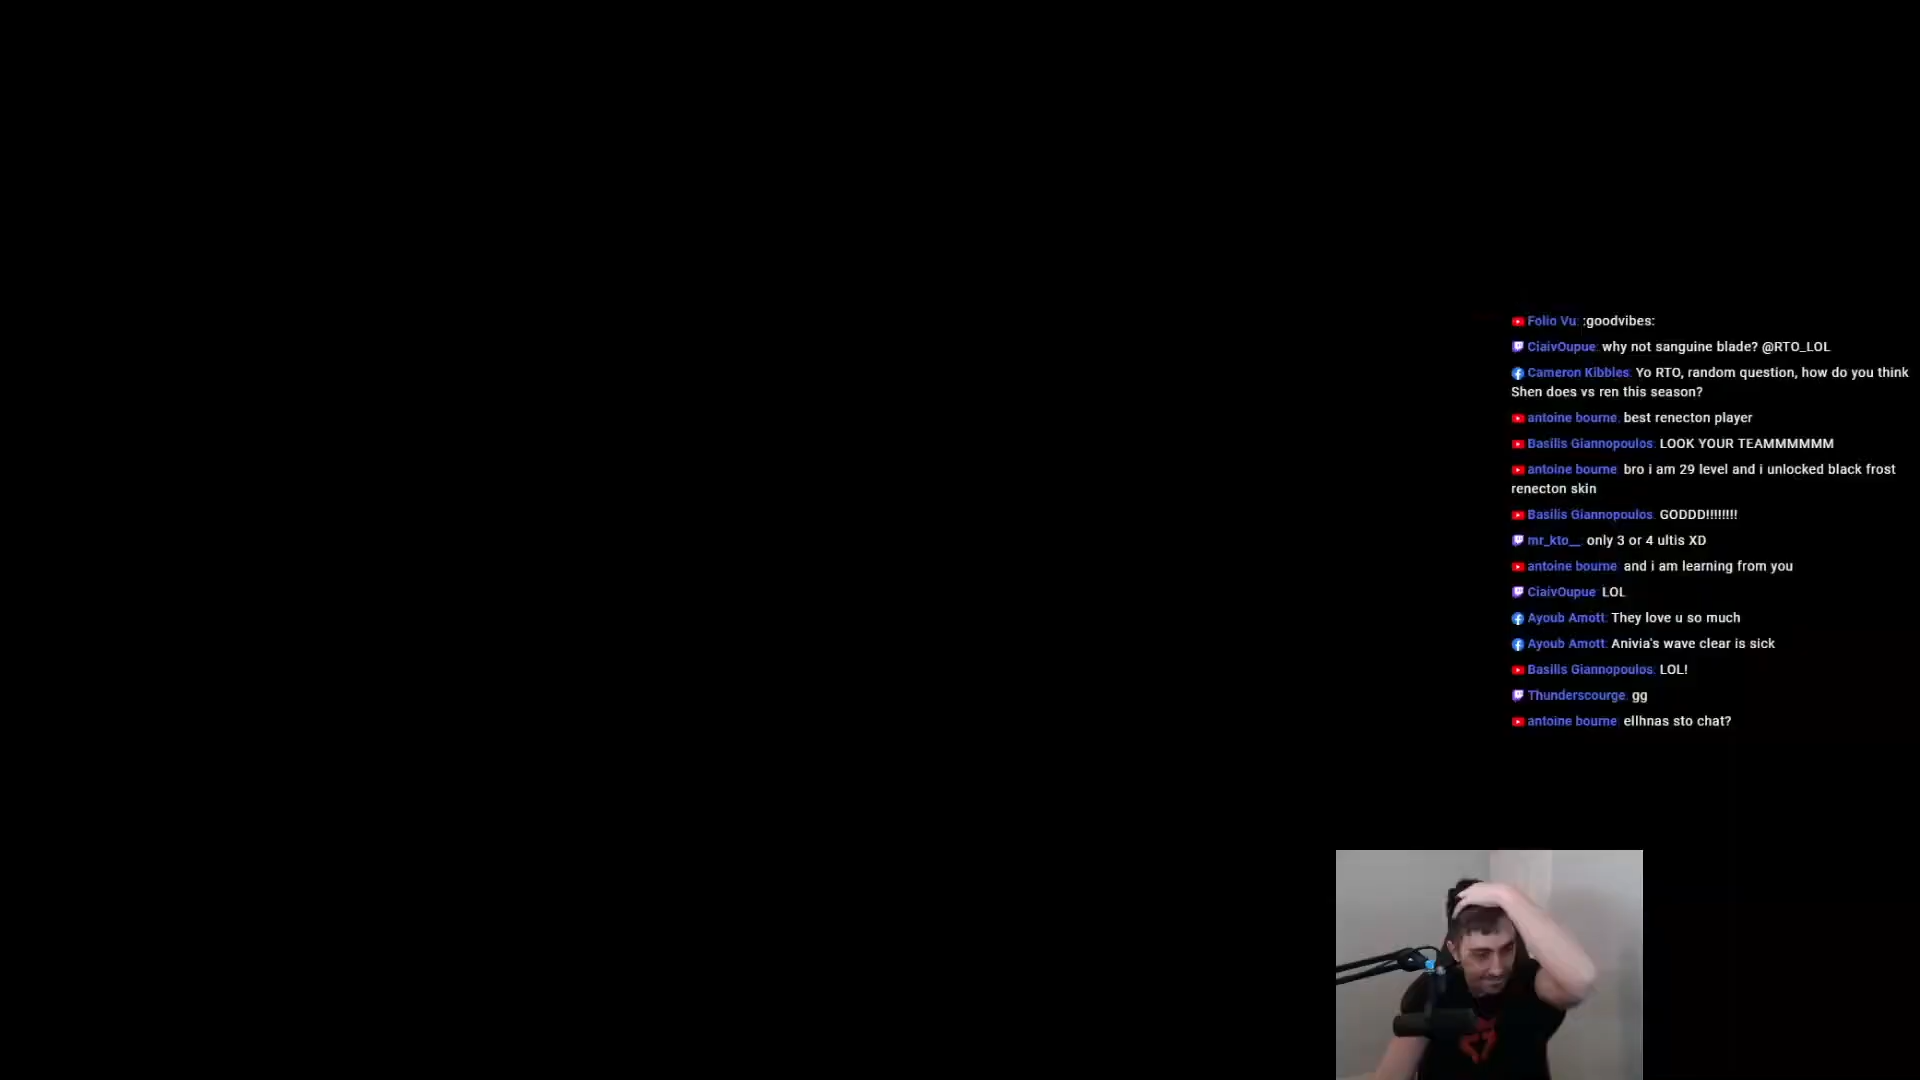 Folio Vu: :goodvibes:
CiaivOupue: why not sanguine blade? @RTO_LOL
Cameron Kibbles: Yo RTO, random question, how do you think
Shen does vs ren this season?
antoine bourne: best renecton player
Basilis Giannopoulos: LOOK YOUR TEAMMMMMM
antoine bourne: bro i am 29 level and i unlocked black frost
renecton skin
Basilis Giannopoulos: GODDD!!!!!!!!
mr_kto__: only 3 or 4 ultis XD
antoine bourne: and i am learning from you
CiaivOupue: LOL
Ayoub Amott: They love u so much
Ayoub Amott: Anivia's wave clear is sick
Basilis Giannopoulos: LOL!
Thunderscourge: gg
antoine bourne: ellhnas sto chat?